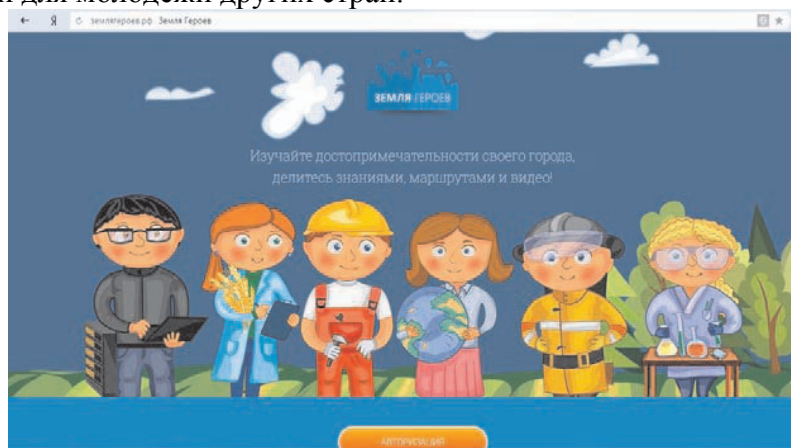 для молодежи других стран.
Я землягероев.рф Земля Героев
ЗЕМЛЯ ГЕРОЕВ
Изучайте достопримечательности своего города,
делитесь знаниями, маршрутами и видео!
АВТОРИЗАЦИЯ